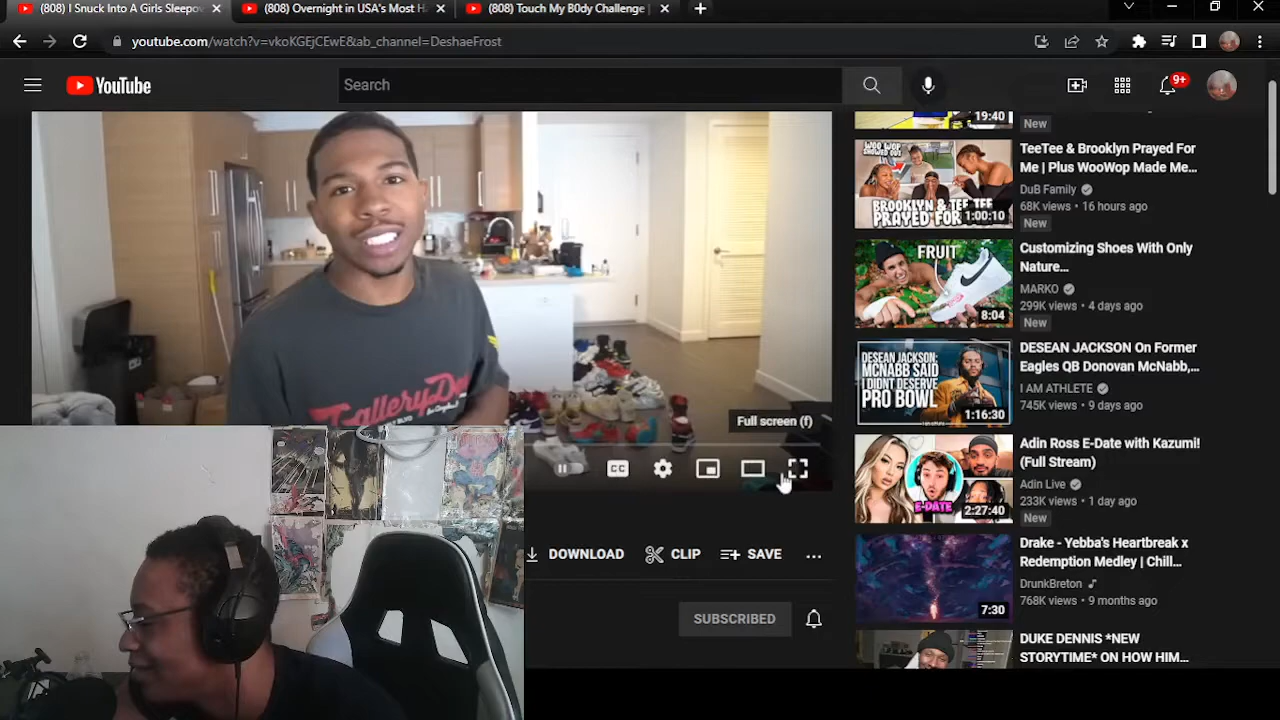 (808) I Snuck Into A Girls Sleepov
(808) Overnight in USA's Most H
(808) Touch My B0dy Challenge
youtube.com/watch?v=vkoKGEjCEwE&ab_channel=DeshaeFrost
YouTube
Search
9+
19:40
New
WOO WOP SHOWED OUT
BROOKLYN & TEE TEE
PRAYED FOR
1:00:10
TeeTee & Brooklyn Prayed For
Me | Plus WooWop Made Me...
DuB Family
68K views • 16 hours ago
New
FRUIT
8:04
Customizing Shoes With Only
Nature...
MARKO
299K views • 4 days ago
New
DESEAN JACKSON:
MCNABB SAID
I DIDNT DESERVE
PRO BOWL
1:16:30
DESEAN JACKSON On Former
Eagles QB Donovan McNabb,...
I AM ATHLETE
745K views • 9 days ago
E-DATE
2:27:40
Adin Ross E-Date with Kazumi!
(Full Stream)
Adin Live
233K views • 1 day ago
New
7:30
Drake - Yebba's Heartbreak x
Redemption Medley | Chill...
DrunkBreton
768K views • 9 months ago
DUKE DENNIS *NEW
STORYTIME* ON HOW HIM...
Full screen (f)
CC
DOWNLOAD
CLIP
SAVE
...
SUBSCRIBED